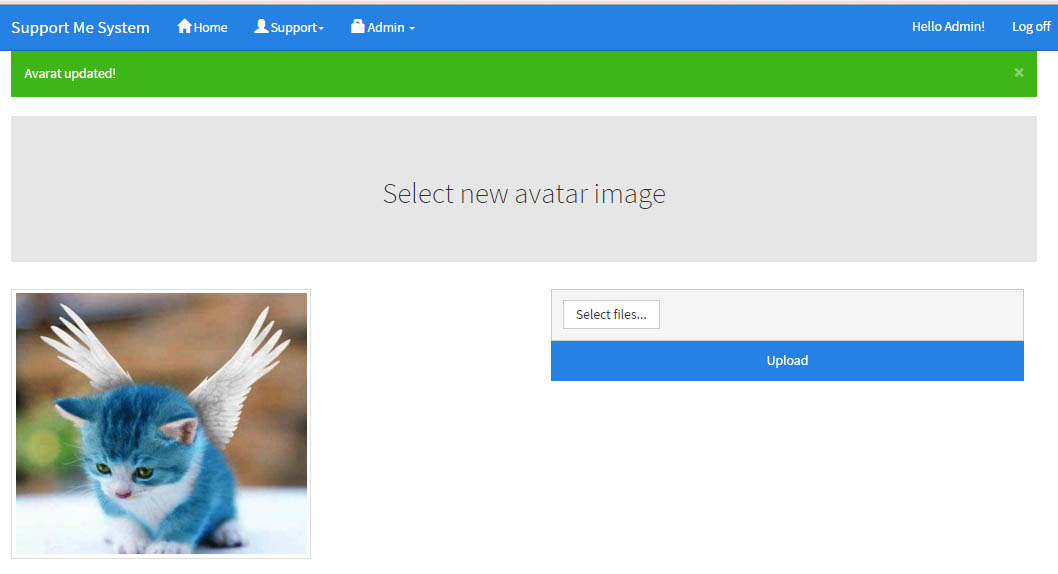 Support Me System Home Support Admin Hello Admin! Log off
Avarat updated! ×
Select new avatar image
Select files...
Upload